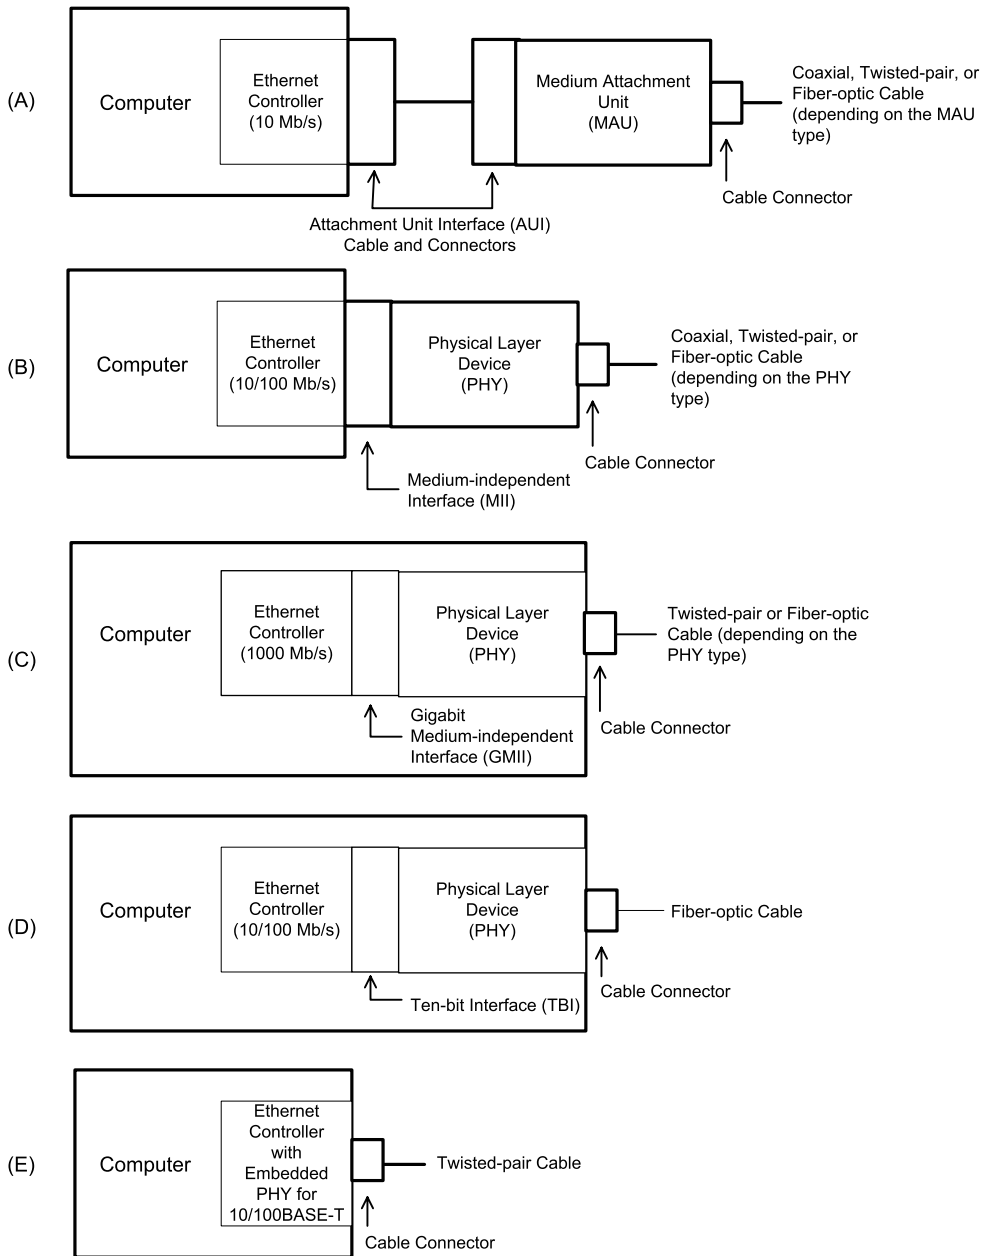 (A)
Computer
Ethernet
Controller
(10 Mb/s)
Medium Attachment
Unit
(MAU)
Coaxial, Twisted-pair, or
Fiber-optic Cable
(depending on the MAU
type)
Cable Connector
Attachment Unit Interface (AUI)
Cable and Connectors
(B)
Computer
Ethernet
Controller
(10/100 Mb/s)
Physical Layer
Device
(PHY)
Coaxial, Twisted-pair, or
Fiber-optic Cable
(depending on the PHY
type)
Cable Connector
Medium-independent
Interface (MII)
(C)
Computer
Ethernet
Controller
(1000 Mb/s)
Physical Layer
Device
(PHY)
Twisted-pair or Fiber-optic
Cable (depending on the
PHY type)
Cable Connector
Gigabit
Medium-independent
Interface (GMII)
(D)
Computer
Ethernet
Controller
(10/100 Mb/s)
Physical Layer
Device
(PHY)
Fiber-optic Cable
Cable Connector
Ten-bit Interface (TBI)
(E)
Computer
Ethernet
Controller
with
Embedded
PHY for
10/100BASE-T
Twisted-pair Cable
Cable Connector